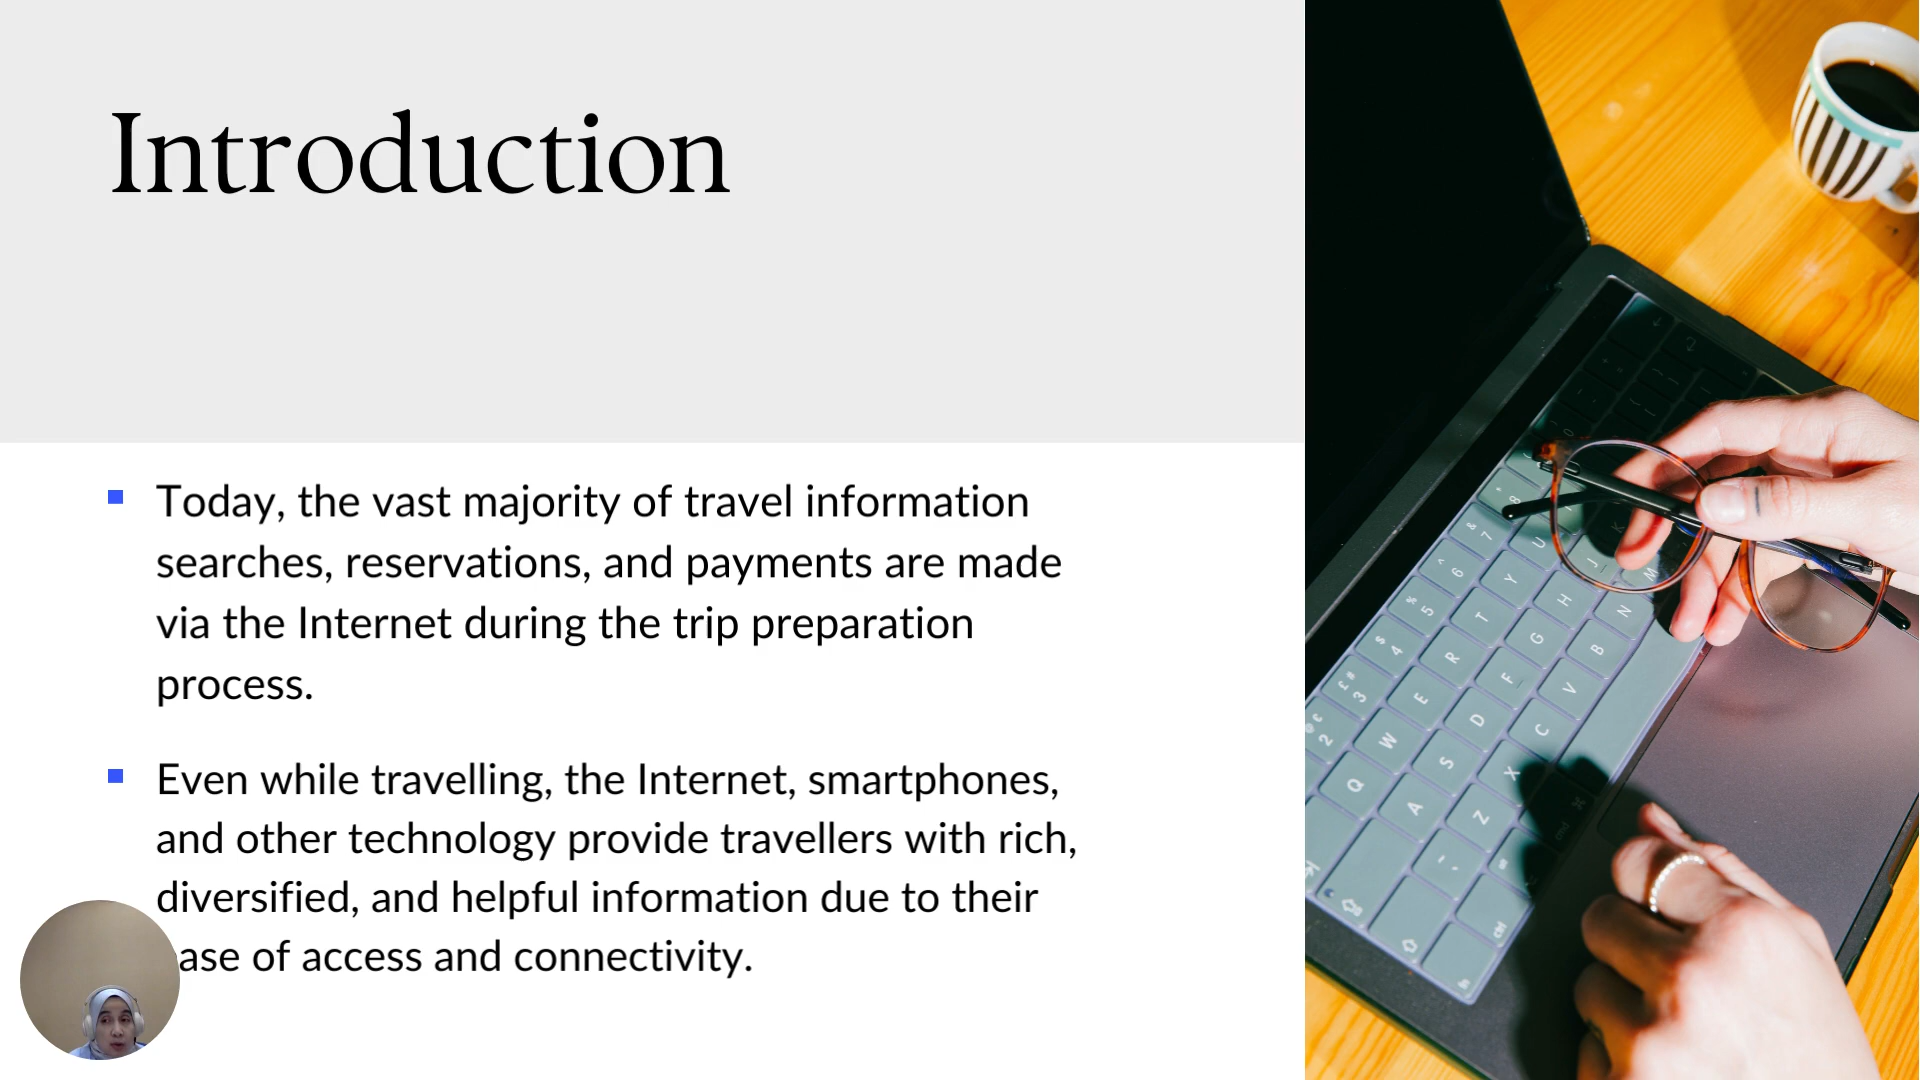 Introduction
Today, the vast majority of travel information
searches, reservations, and payments are made
via the Internet during the trip preparation
process.
Even while travelling, the Internet, smartphones,
and other technology provide travellers with rich,
diversified, and helpful information due to their
ase of access and connectivity.